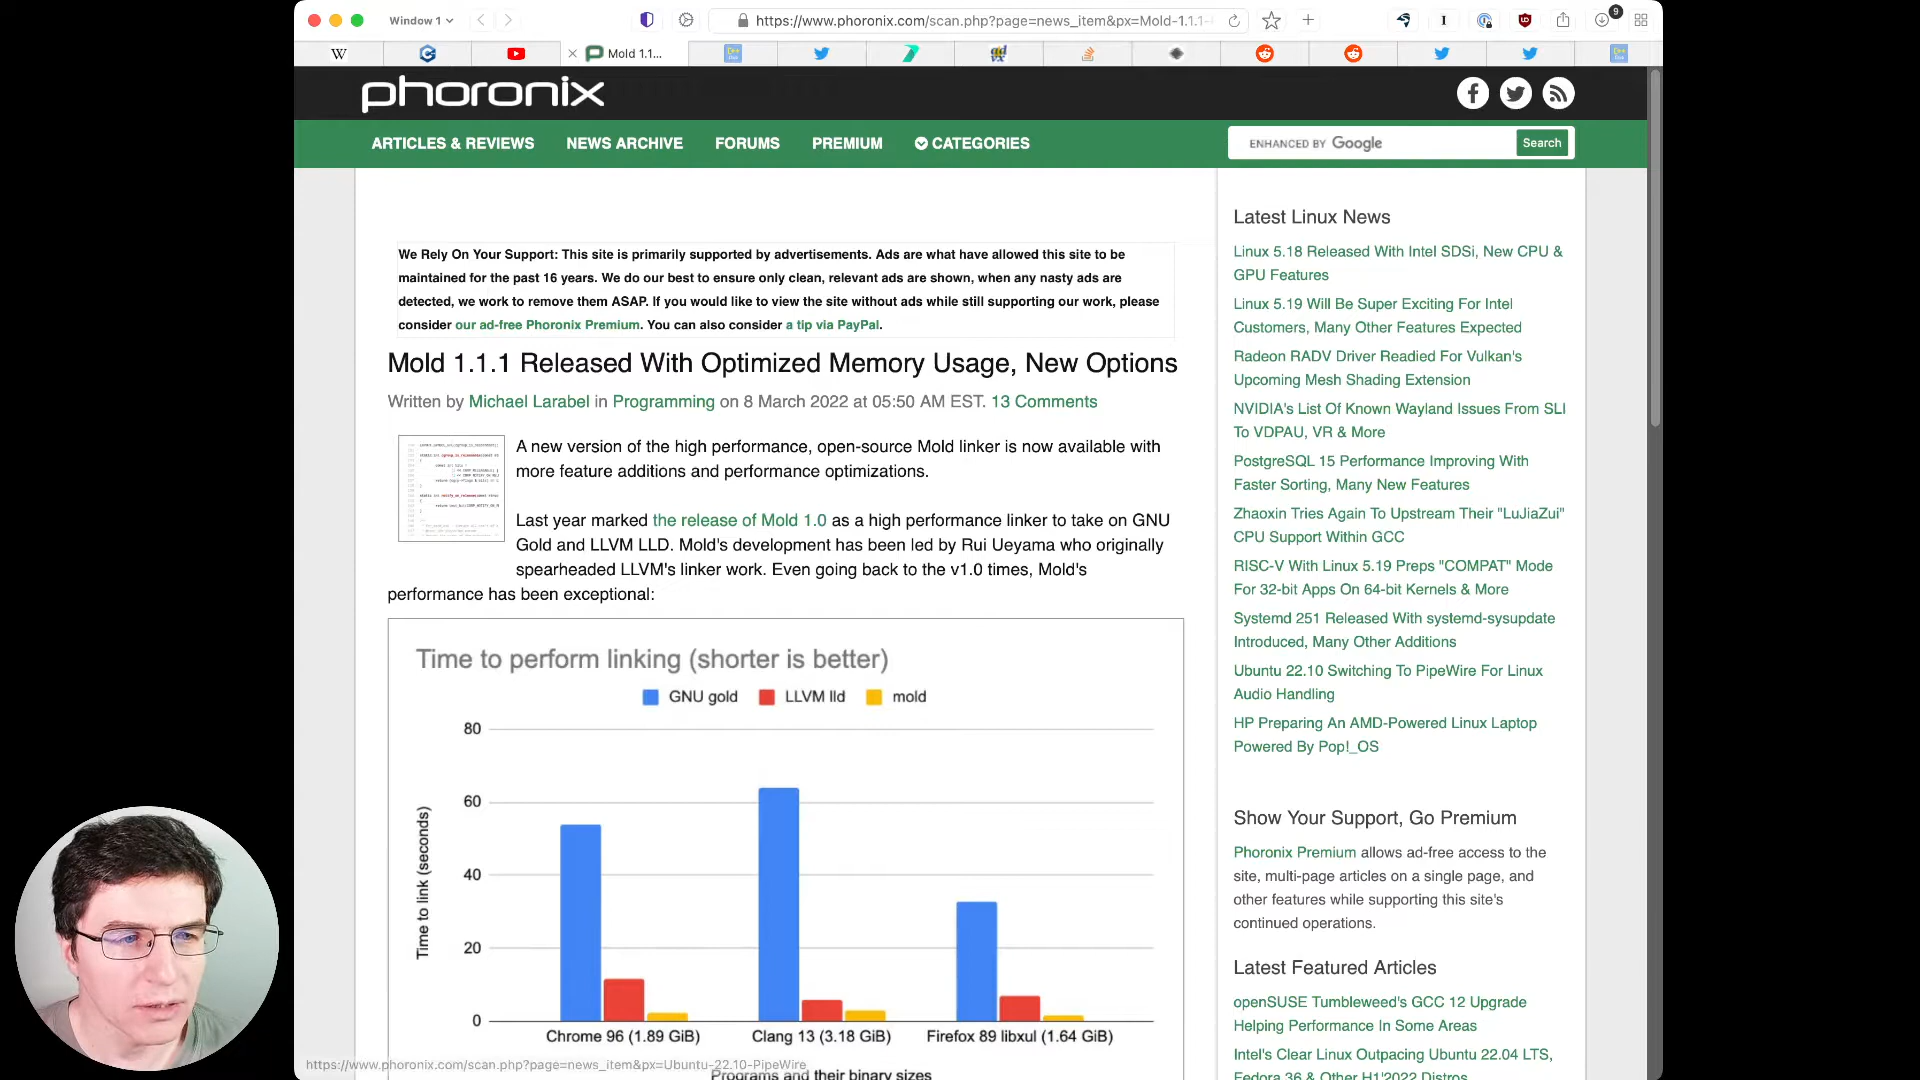 Window 1
https://www.phoronix.com/scan.php?page=news_item&px=Mold-1.1.1-
9
W
Mold 1.1...
phoronix
ARTICLES & REVIEWS
NEWS ARCHIVE
FORUMS
PREMIUM
CATEGORIES
ENHANCED BY Google
Search
We Rely On Your Support: This site is primarily supported by advertisements. Ads are what have allowed this site to be
maintained for the past 16 years. We do our best to ensure only clean, relevant ads are shown, when any nasty ads are
detected, we work to remove them ASAP. If you would like to view the site without ads while still supporting our work, please
consider our ad-free Phoronix Premium. You can also consider a tip via PayPal.
Mold 1.1.1 Released With Optimized Memory Usage, New Options
Written by Michael Larabel in Programming on 8 March 2022 at 05:50 AM EST. 13 Comments
A new version of the high performance, open-source Mold linker is now available with
more feature additions and performance optimizations.
Last year marked the release of Mold 1.0 as a high performance linker to take on GNU
Gold and LLVM LLD. Mold's development has been led by Rui Ueyama who originally
spearheaded LLVM's linker work. Even going back to the v1.0 times, Mold's
performance has been exceptional:
Time to perform linking (shorter is better)
GNU gold
LLVM lld
mold
80
60
40
20
0
Time to link (seconds)
Chrome 96 (1.89 GiB)
Clang 13 (3.18 GiB)
Firefox 89 libxul (1.64 GiB)
Programs and their binary sizes
https://www.phoronix.com/scan.php?page=news_item&px=Ubuntu-22.10-PipeWire
Latest Linux News
Linux 5.18 Released With Intel SDSi, New CPU &
GPU Features
Linux 5.19 Will Be Super Exciting For Intel
Customers, Many Other Features Expected
Radeon RADV Driver Readied For Vulkan's
Upcoming Mesh Shading Extension
NVIDIA's List Of Known Wayland Issues From SLI
To VDPAU, VR & More
PostgreSQL 15 Performance Improving With
Faster Sorting, Many New Features
Zhaoxin Tries Again To Upstream Their "LuJiaZui"
CPU Support Within GCC
RISC-V With Linux 5.19 Preps "COMPAT" Mode
For 32-bit Apps On 64-bit Kernels & More
Systemd 251 Released With systemd-sysupdate
Introduced, Many Other Additions
Ubuntu 22.10 Switching To PipeWire For Linux
Audio Handling
HP Preparing An AMD-Powered Linux Laptop
Powered By Pop!_OS
Show Your Support, Go Premium
Phoronix Premium allows ad-free access to the
site, multi-page articles on a single page, and
other features while supporting this site's
continued operations.
Latest Featured Articles
openSUSE Tumbleweed's GCC 12 Upgrade
Helping Performance In Some Areas
Intel's Clear Linux Outpacing Ubuntu 22.04 LTS,
Fedora 36 & Other H1'2022 Distros